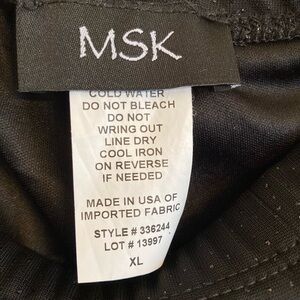 MSK
COLD WATER
DO NOT BLEACH
DO NOT
WRING OUT
LINE DRY
COOL IRON
ON REVERSE
IF NEEDED
MADE IN USA OF
IMPORTED FABRIC
STYLE # 336244
LOT # 13997
XL